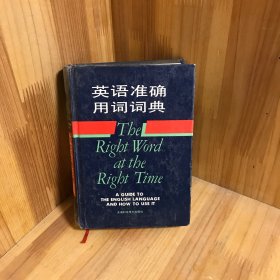 英语准确
用词词典
The
Right Word
at the
Right Time
A GUIDE TO
THE ENGLISH LANGUAGE
AND HOW TO USE IT